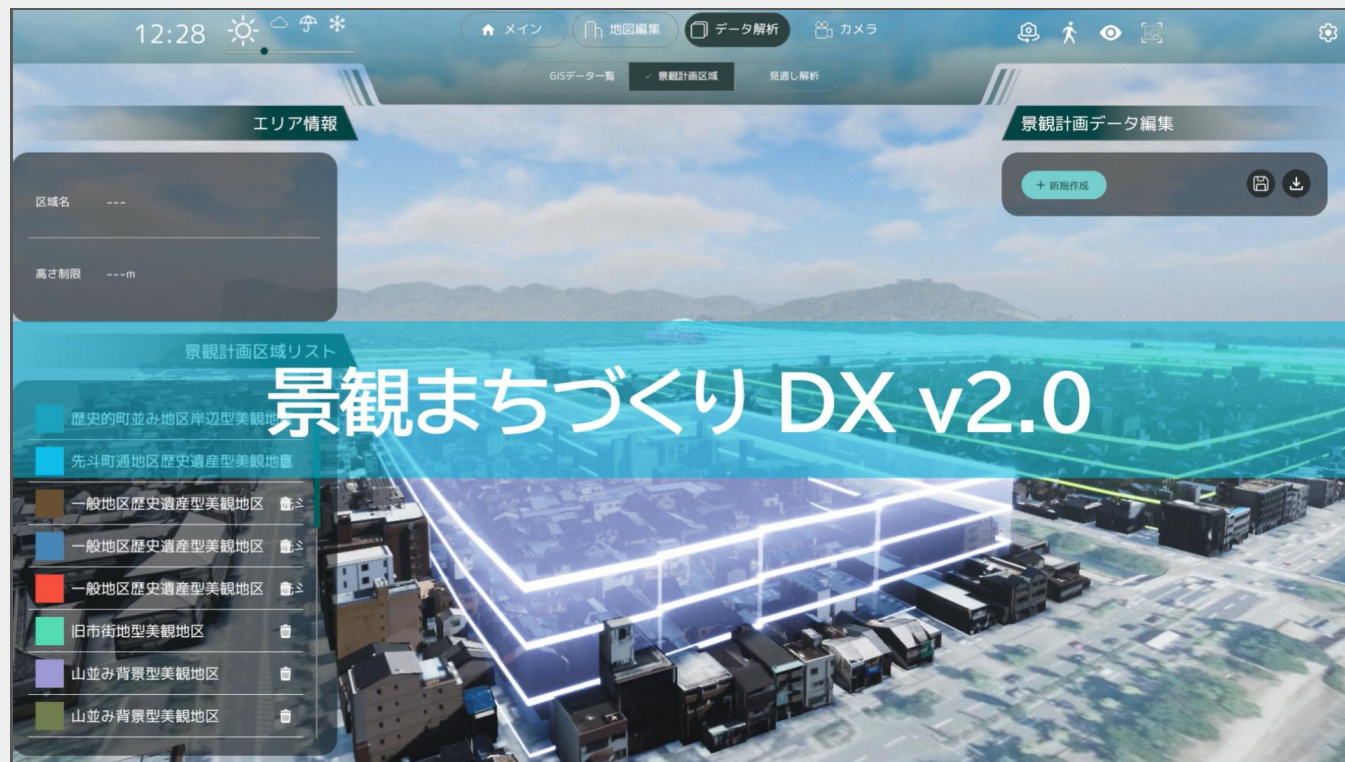 12:28
メイン
地図編集
データ解析
カメラ
GISデータ一覧
✓ 景観計画区域
見通し解析
エリア情報
区域名 ---
高さ制限 ---m
景観計画データ編集
+ 新規作成
景観計画区域リスト
景観まちづくり DX v2.0
歴史的町並み地区岸辺型美観地
先斗町通地区歴史遺産型美観地区
一般地区歴史遺産型美観地区
一般地区歴史遺産型美観地区
一般地区歴史遺産型美観地区
旧市街地型美観地区
山並み背景型美観地区
山並み背景型美観地区